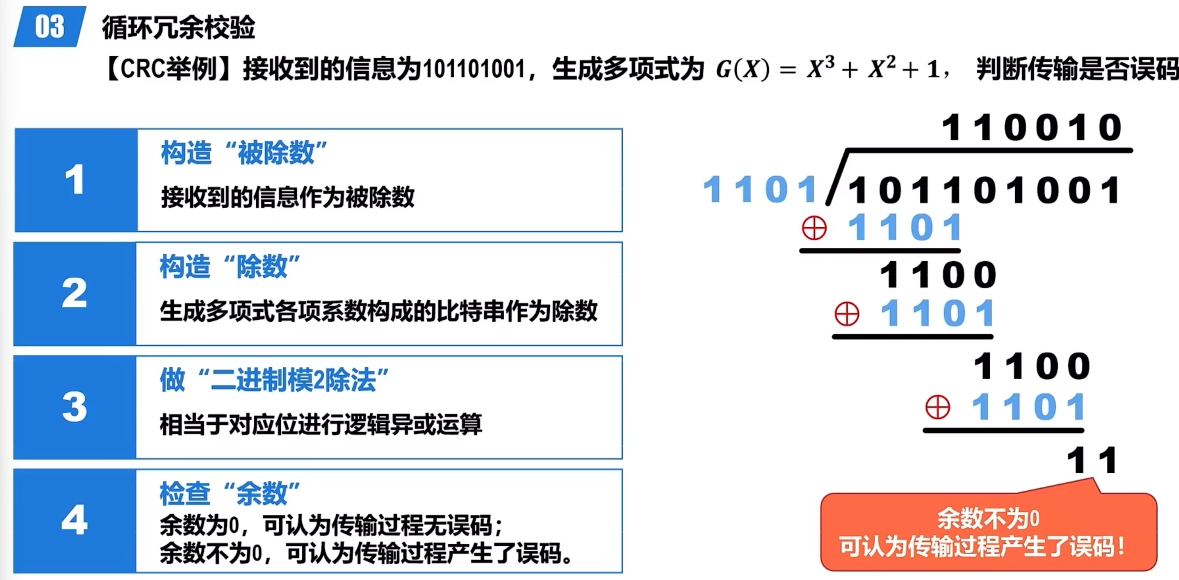 03 循环冗余校验
【CRC举例】接收到的信息为101101001，生成多项式为 G(X) = X³ + X² + 1， 判断传输是否误码
1
构造“被除数”
接收到的信息作为被除数
2
构造“除数”
生成多项式各项系数构成的比特串作为除数
3
做“二进制模2除法”
相当于对应位进行逻辑异或运算
4
检查“余数”
余数为0，可认为传输过程无误码；
余数不为0，可认为传输过程产生了误码。
110010
1101 101101001
⊕ 1101
1100
⊕ 1101
1100
⊕ 1101
11
余数不为0
可认为传输过程产生了误码！